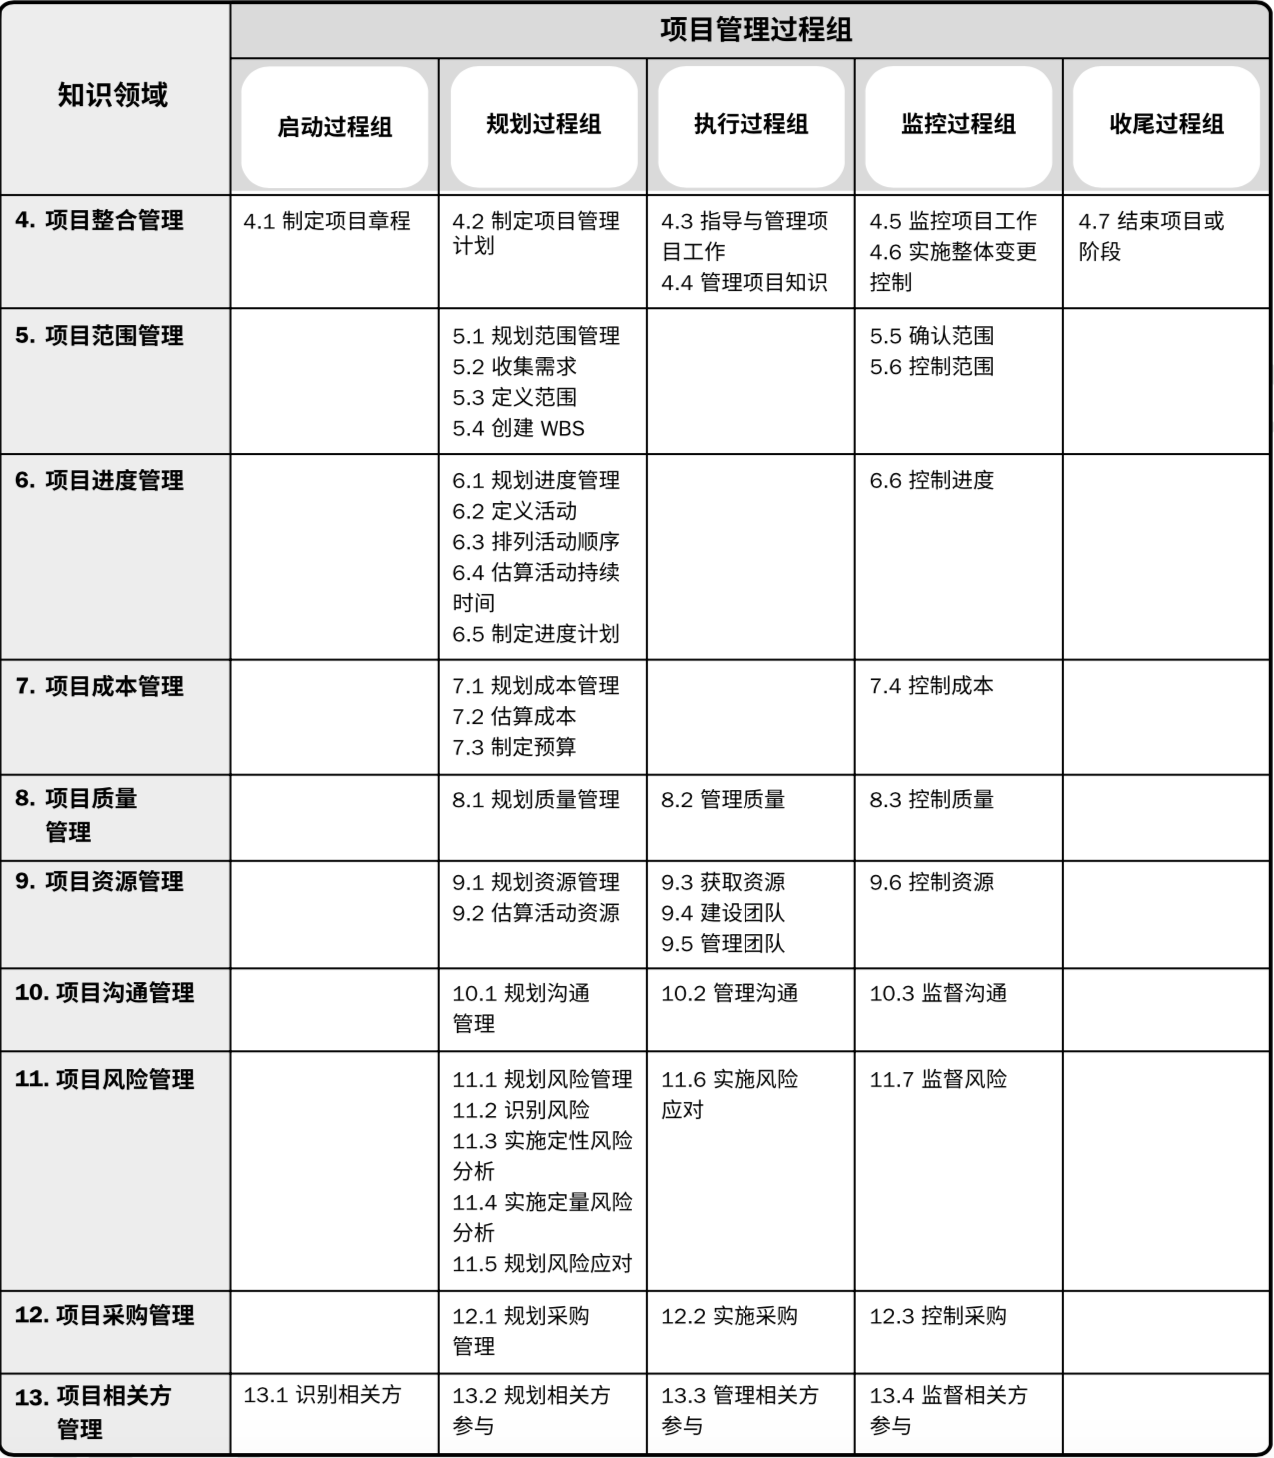 项目管理过程组
知识领域
启动过程组
规划过程组
执行过程组
监控过程组
收尾过程组
4. 项目整合管理
4.1 制定项目章程
4.2 制定项目管理
计划
4.3 指导与管理项
目工作
4.4 管理项目知识
4.5 监控项目工作
4.6 实施整体变更
控制
4.7 结束项目或
阶段
5. 项目范围管理
5.1 规划范围管理
5.2 收集需求
5.3 定义范围
5.4 创建 WBS
5.5 确认范围
5.6 控制范围
6. 项目进度管理
6.1 规划进度管理
6.2 定义活动
6.3 排列活动顺序
6.4 估算活动持续
时间
6.5 制定进度计划
6.6 控制进度
7. 项目成本管理
7.1 规划成本管理
7.2 估算成本
7.3 制定预算
7.4 控制成本
8. 项目质量
管理
8.1 规划质量管理
8.2 管理质量
8.3 控制质量
9. 项目资源管理
9.1 规划资源管理
9.2 估算活动资源
9.3 获取资源
9.4 建设团队
9.5 管理团队
9.6 控制资源
10. 项目沟通管理
10.1 规划沟通
管理
10.2 管理沟通
10.3 监督沟通
11. 项目风险管理
11.1 规划风险管理
11.2 识别风险
11.3 实施定性风险
分析
11.4 实施定量风险
分析
11.5 规划风险应对
11.6 实施风险
应对
11.7 监督风险
12. 项目采购管理
12.1 规划采购
管理
12.2 实施采购
12.3 控制采购
13. 项目相关方
管理
13.1 识别相关方
13.2 规划相关方
参与
13.3 管理相关方
参与
13.4 监督相关方
参与